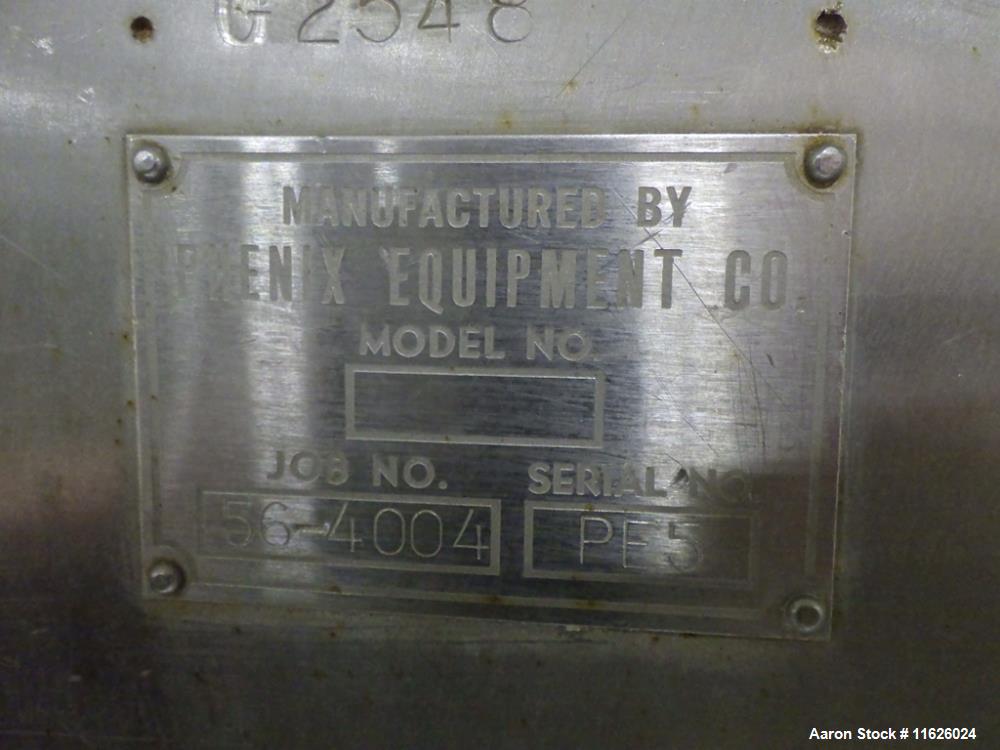 G2548
MANUFACTURED BY
PHENIX EQUIPMENT CO.
MODEL NO.
JOB NO. SERIAL NO.
56-4004 PE5
Aaron Stock # 11626024